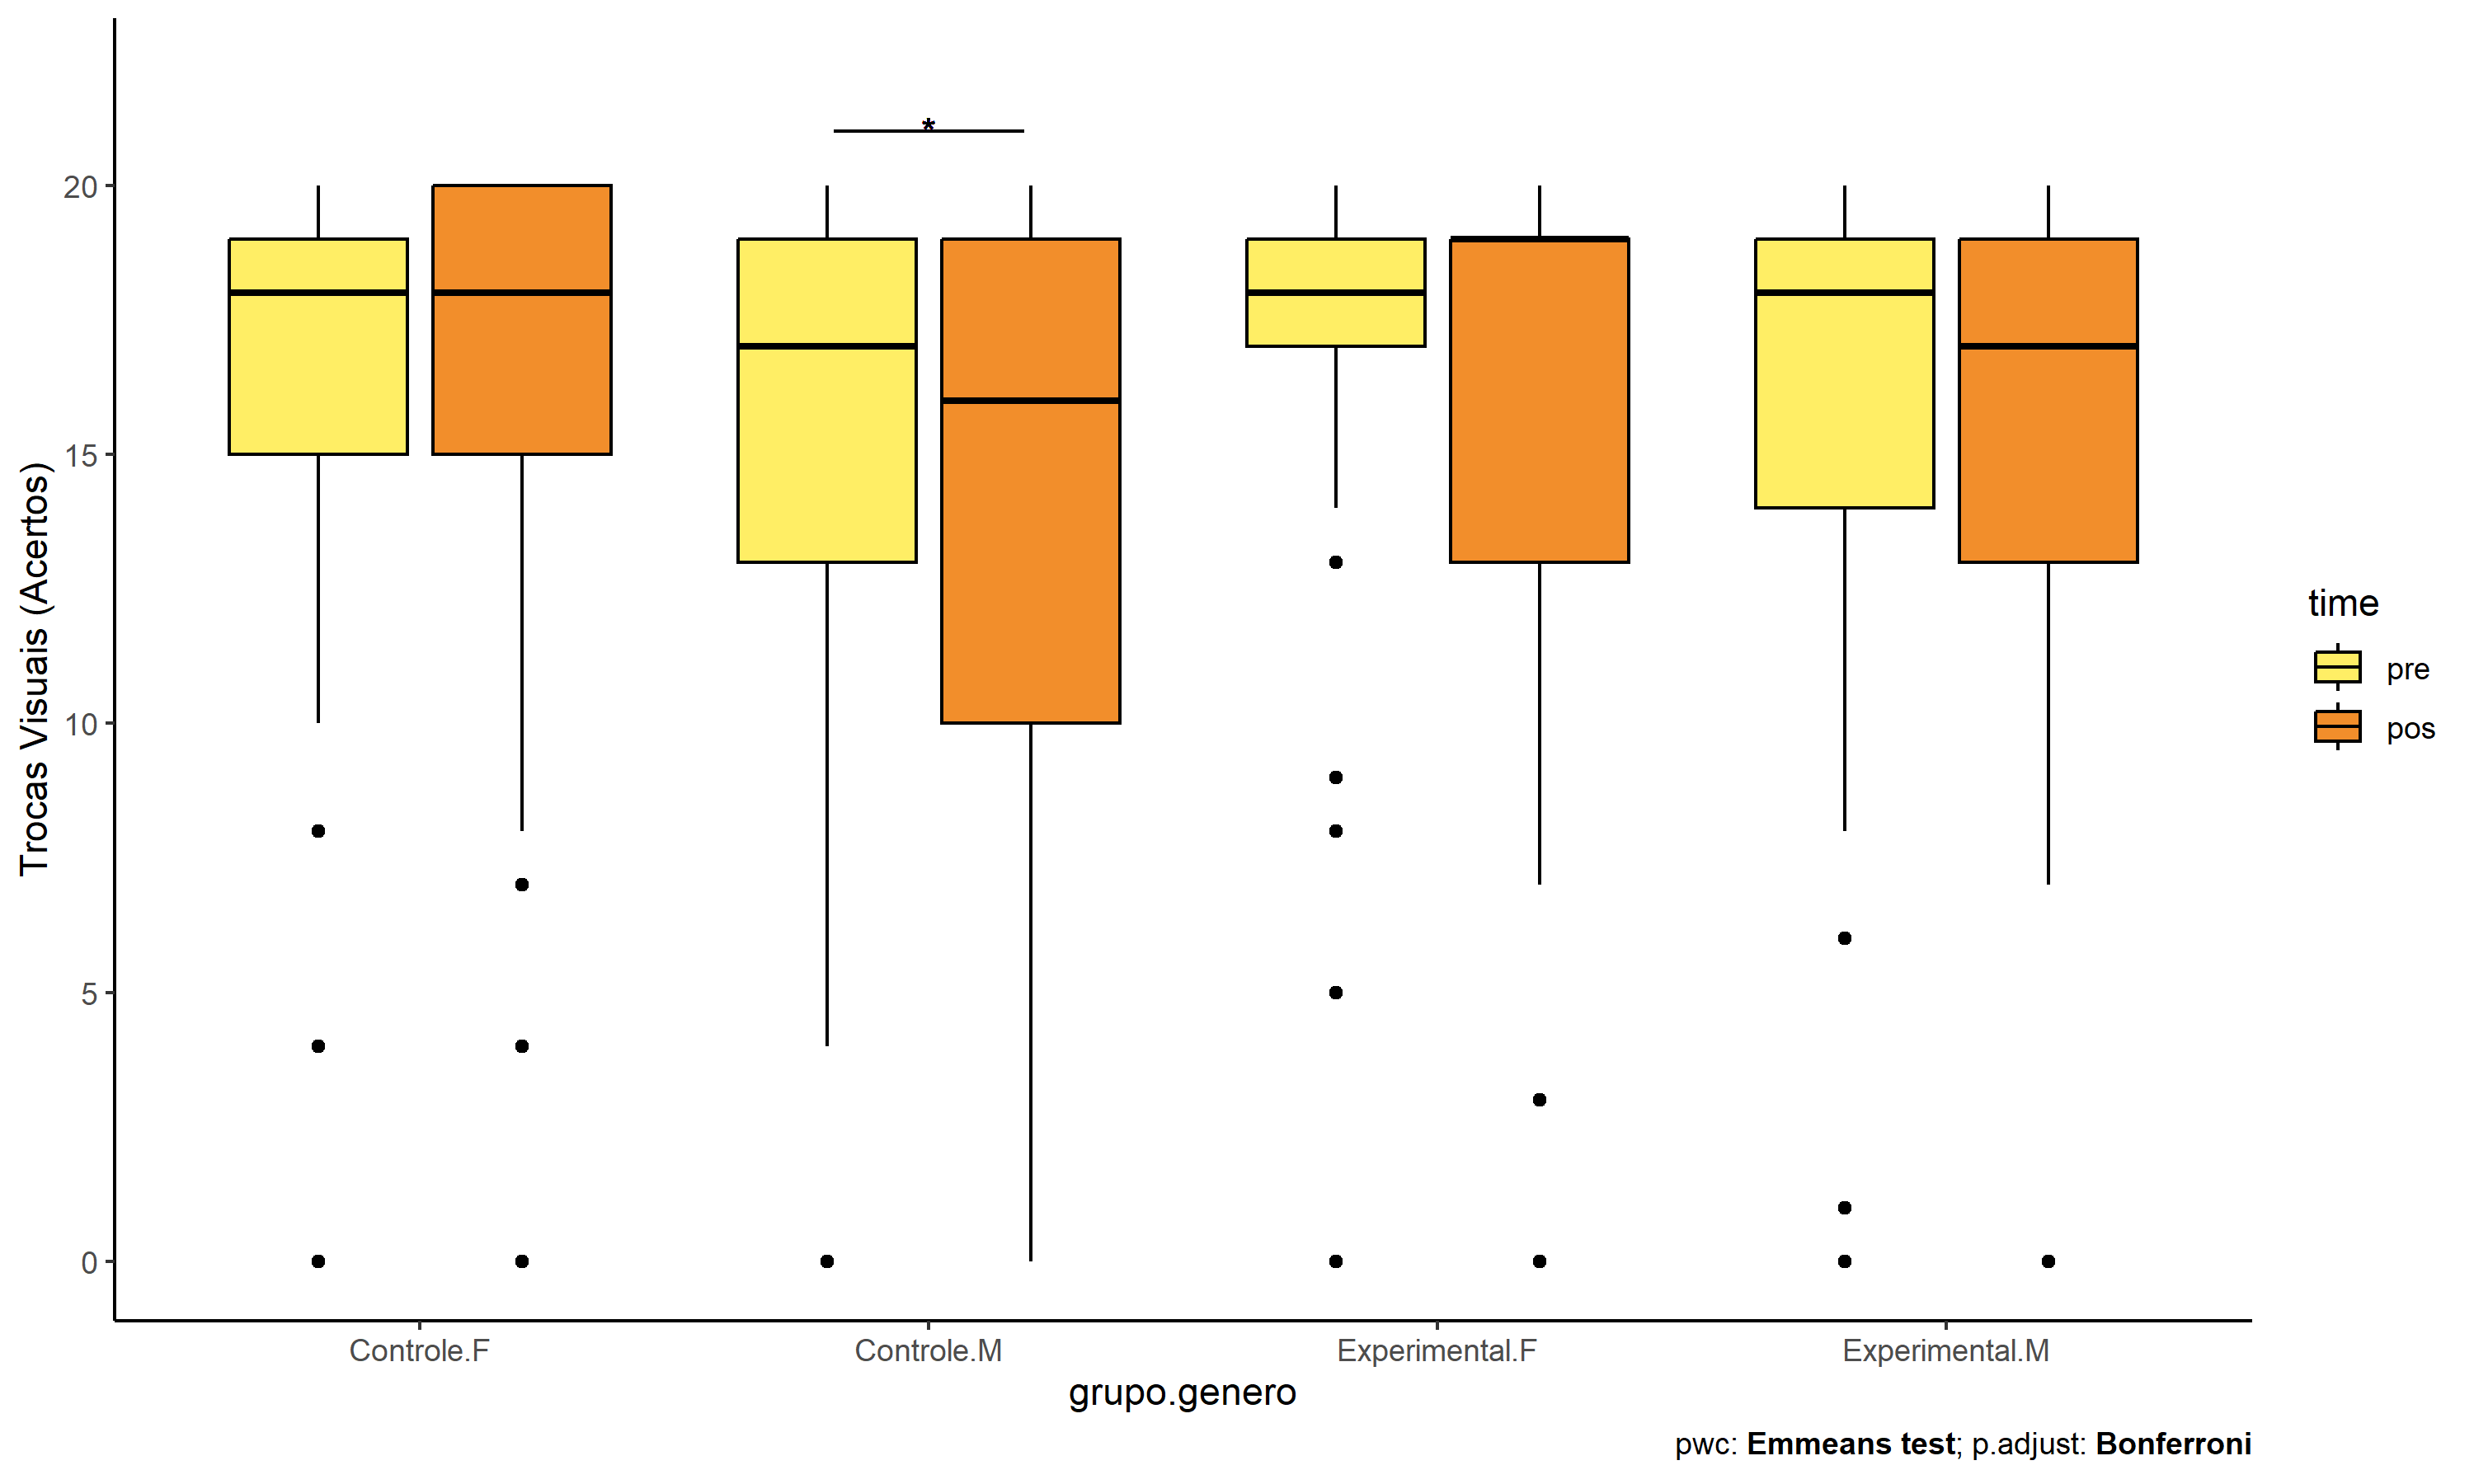 *
20
15
10
5
0
Trocas Visuais (Acertos)
Controle.F
Controle.M
Experimental.F
Experimental.M
grupo.genero
time
pre
pos
pwc: Emmeans test; p.adjust: Bonferroni